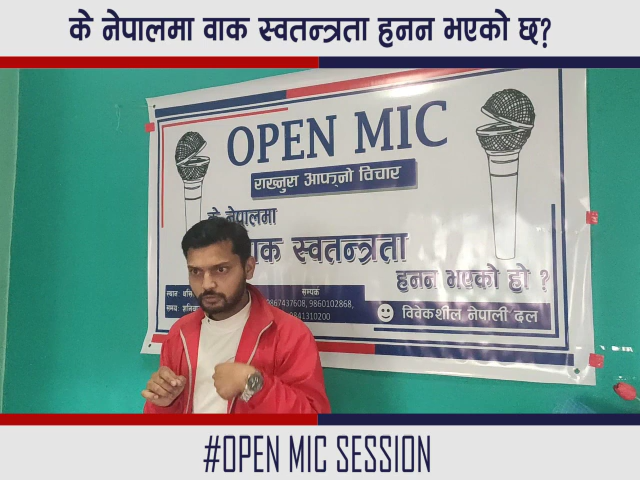 के नेपालमा वाक स्वतन्त्रता हनन भएको छ?
OPEN MIC
राख्नुस आफ्नो विचार
के नेपालमा
वाक स्वतन्त्रता
हनन भएको हो ?
सम्पर्क
9867437608, 9860102868,
9841310200
विवेकशील नेपाली दल
#OPEN MIC SESSION